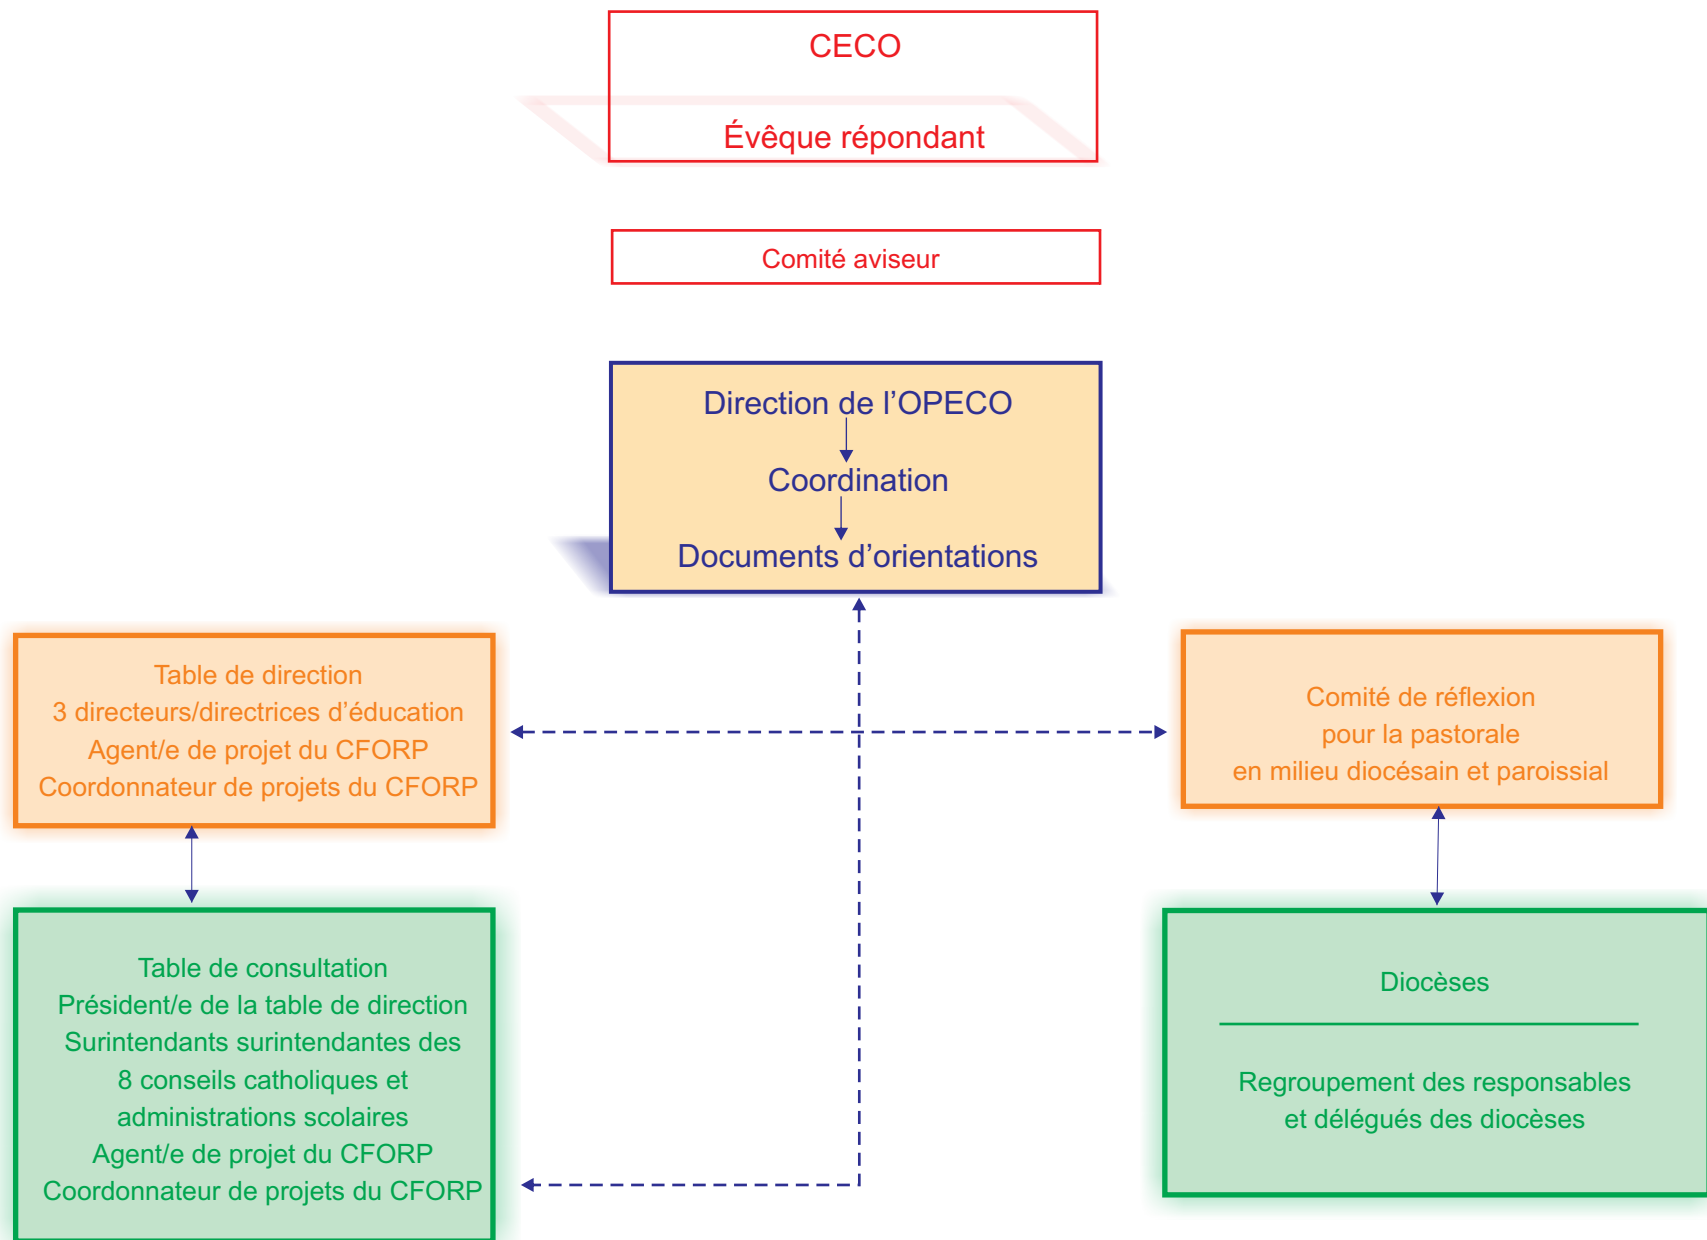 CECO
Évêque répondant
Comité aviseur
Direction de l’OPECO
Coordination
Documents d’orientations
Table de direction
3 directeurs/directrices d’éducation
Agent/e de projet du CFORP
Coordonnateur de projets du CFORP
Comité de réflexion
pour la pastorale
en milieu diocésain et paroissial
Table de consultation
Président/e de la table de direction
Surintendants surintendantes des
8 conseils catholiques et
administrations scolaires
Agent/e de projet du CFORP
Coordonnateur de projets du CFORP
Diocèses
Regroupement des responsables
et délégués des diocèses